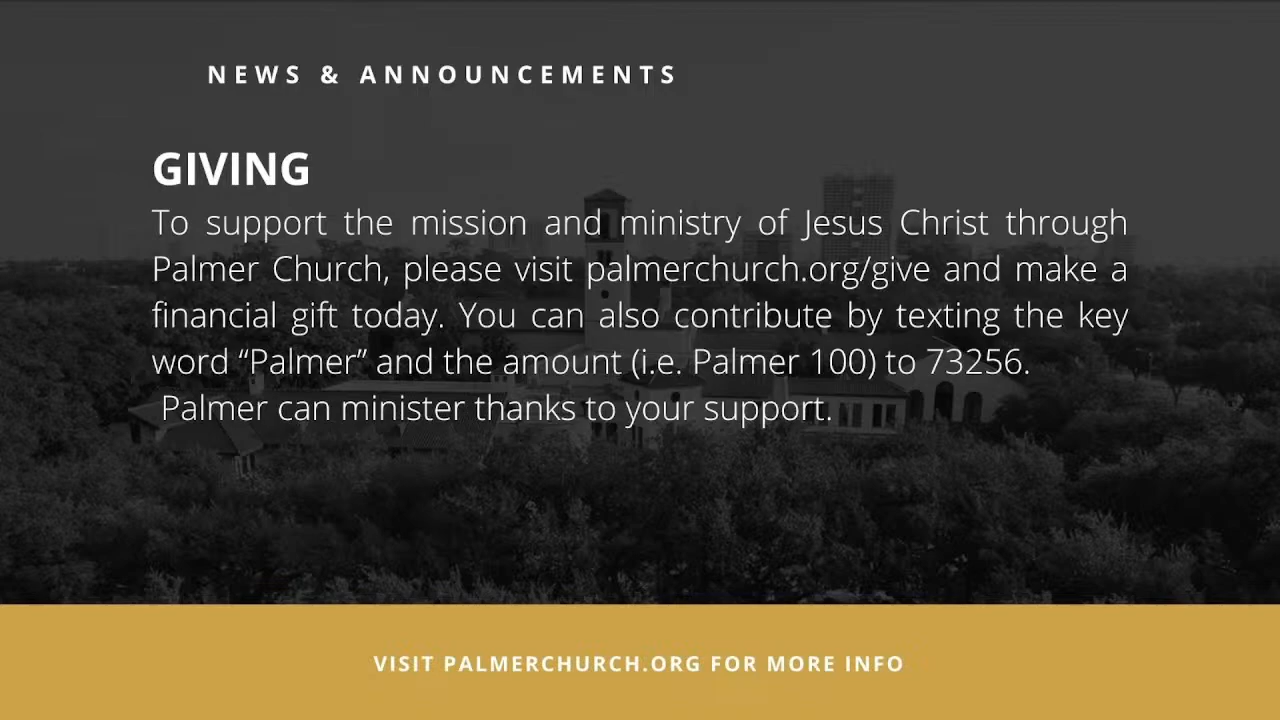 NEWS & ANNOUNCEMENTS
GIVING
To support the mission and ministry of Jesus Christ through
Palmer Church, please visit palmerchurch.org/give and make a
financial gift today. You can also contribute by texting the key
word “Palmer” and the amount (i.e. Palmer 100) to 73256.
Palmer can minister thanks to your support.
VISIT PALMERCHURCH.ORG FOR MORE INFO